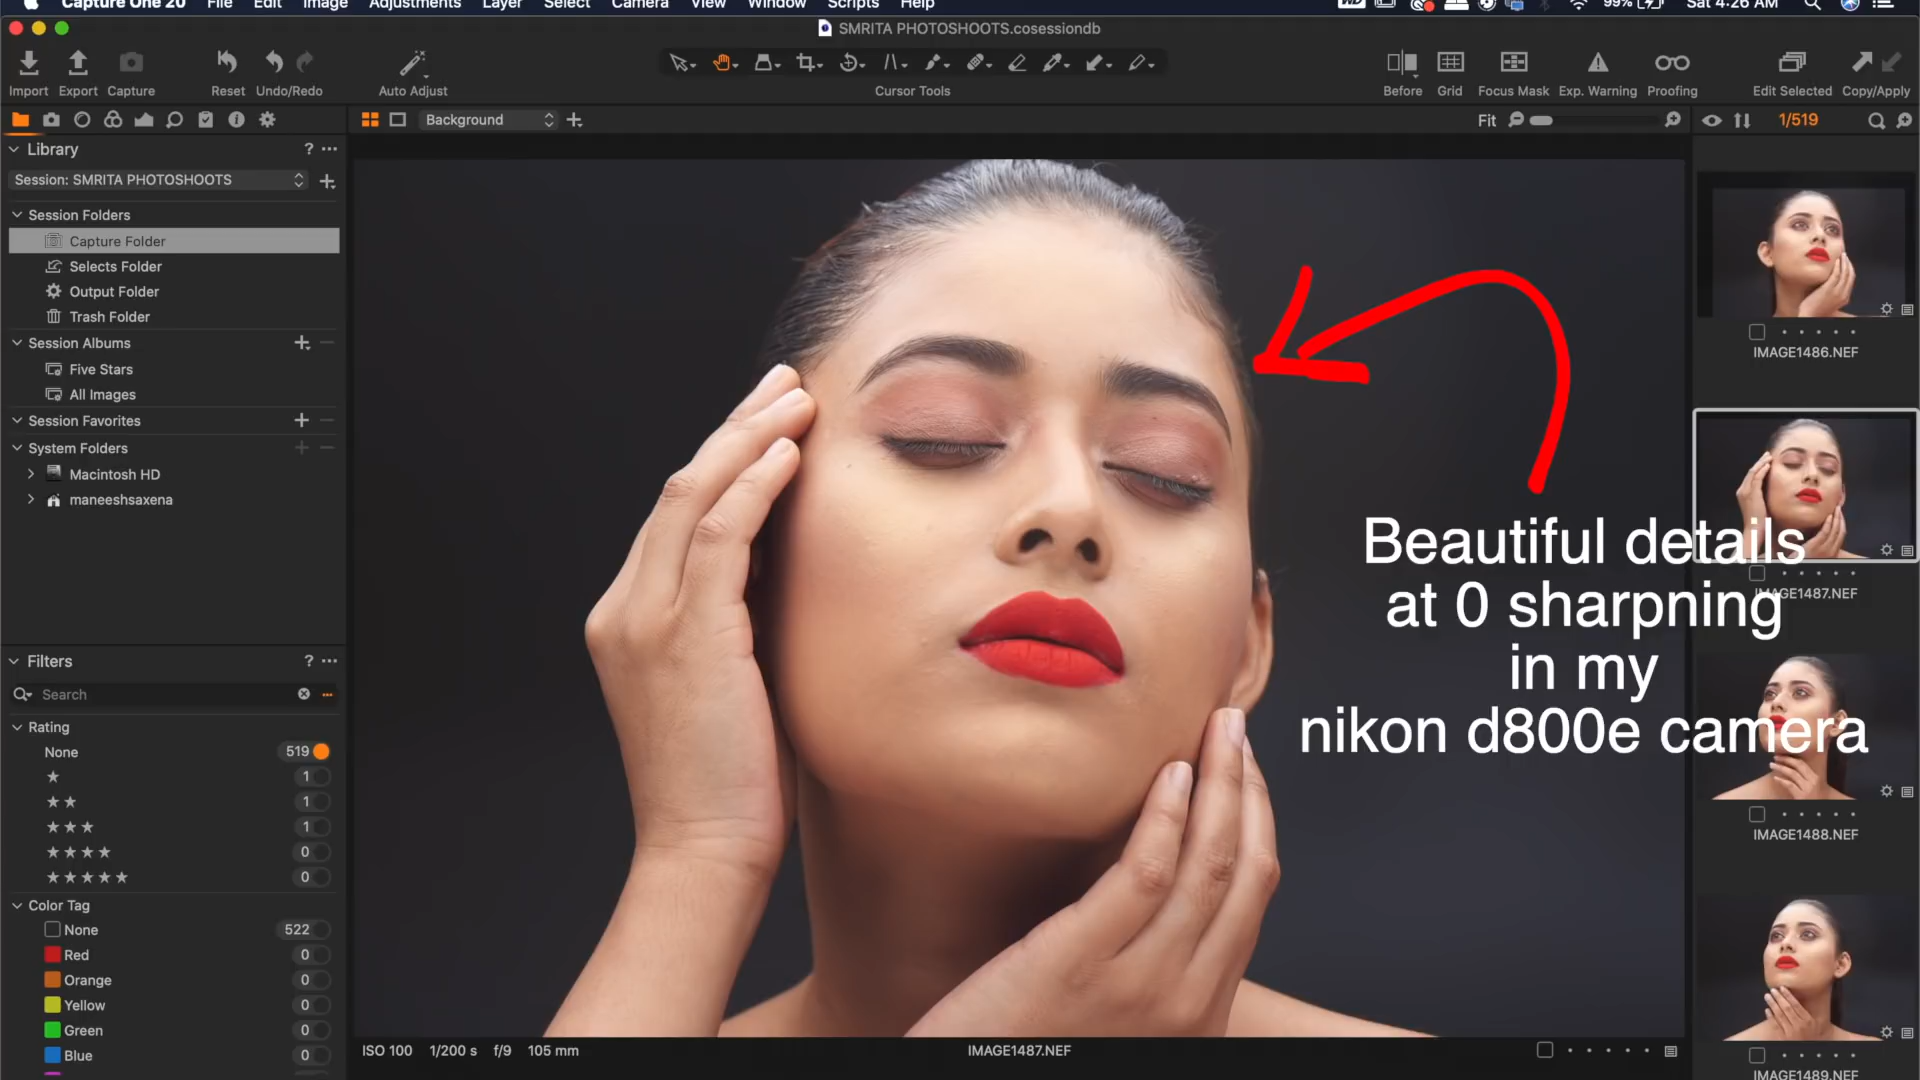 Capture One 20 File Edit Image Adjustments Layer Select Camera View Window Scripts Help 99% Sat 4:26 AM
SMRITA PHOTOSHOOTS.cosessiondb
Import Export Capture Reset Undo/Redo Auto Adjust Cursor Tools Before Grid Focus Mask Exp. Warning Proofing Edit Selected Copy/Apply
Background Fit 1/519
Library ?
Session: SMRITA PHOTOSHOOTS
Session Folders
Capture Folder
Selects Folder
Output Folder
Trash Folder
Session Albums
Five Stars
All Images
Session Favorites
System Folders
Macintosh HD
maneeshsaxena
Filters ?
Search
Rating
None 519
★ 1
★★ 1
★★★ 1
★★★★ 0
★★★★★ 0
Color Tag
None 522
Red 0
Orange 0
Yellow 0
Green 0
Blue 0
Beautiful details
at 0 sharpning
in my
nikon d800e camera
ISO 100 1/200 s f/9 105 mm IMAGE1487.NEF
IMAGE1486.NEF
IMAGE1487.NEF
IMAGE1488.NEF
IMAGE1489.NEF